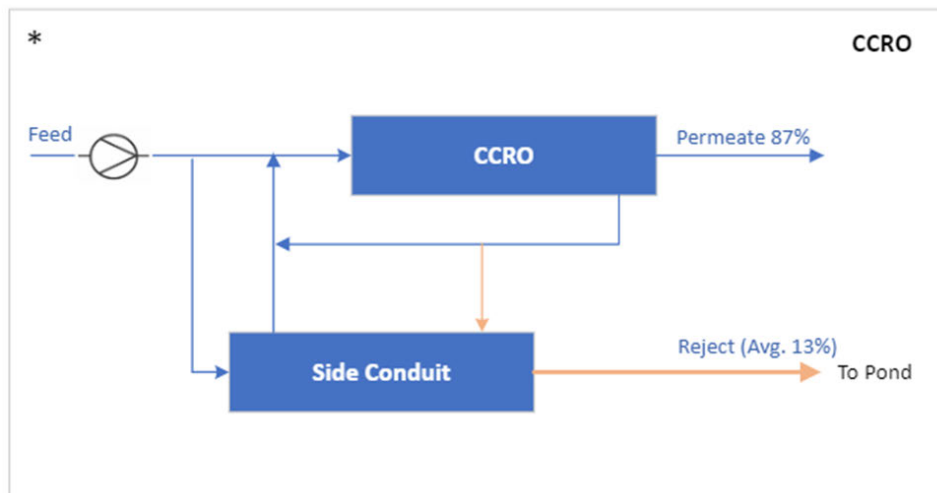 *
CCRO
Feed
CCRO
Permeate 87%
Side Conduit
Reject (Avg. 13%)
To Pond